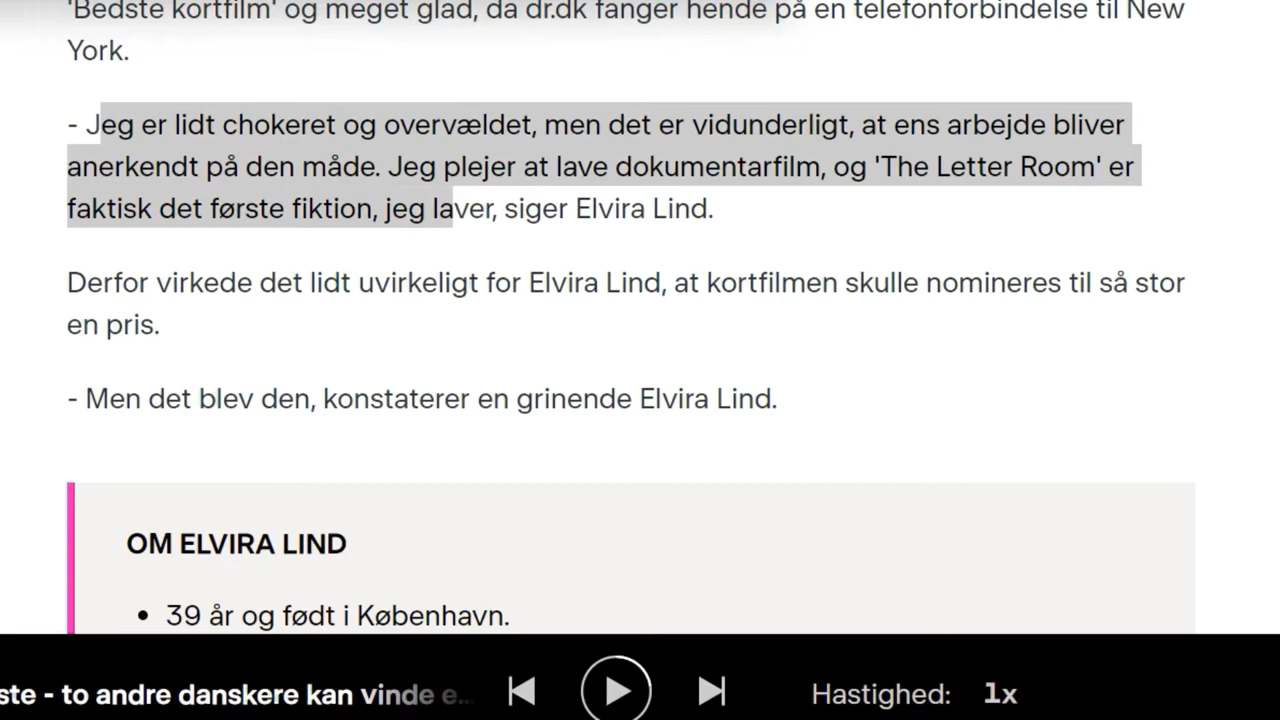 'Bedste kortfilm' og meget glad, da dr.dk fanger hende på en telefonforbindelse til New
York.
- Jeg er lidt chokeret og overvældet, men det er vidunderligt, at ens arbejde bliver
anerkendt på den måde. Jeg plejer at lave dokumentarfilm, og 'The Letter Room' er
faktisk det første fiktion, jeg laver, siger Elvira Lind.
Derfor virkede det lidt uvirkeligt for Elvira Lind, at kortfilmen skulle nomineres til så stor
en pris.
- Men det blev den, konstaterer en grinende Elvira Lind.
OM ELVIRA LIND
• 39 år og født i København.
ste - to andre danskere kan vinde e...
Hastighed: 1x